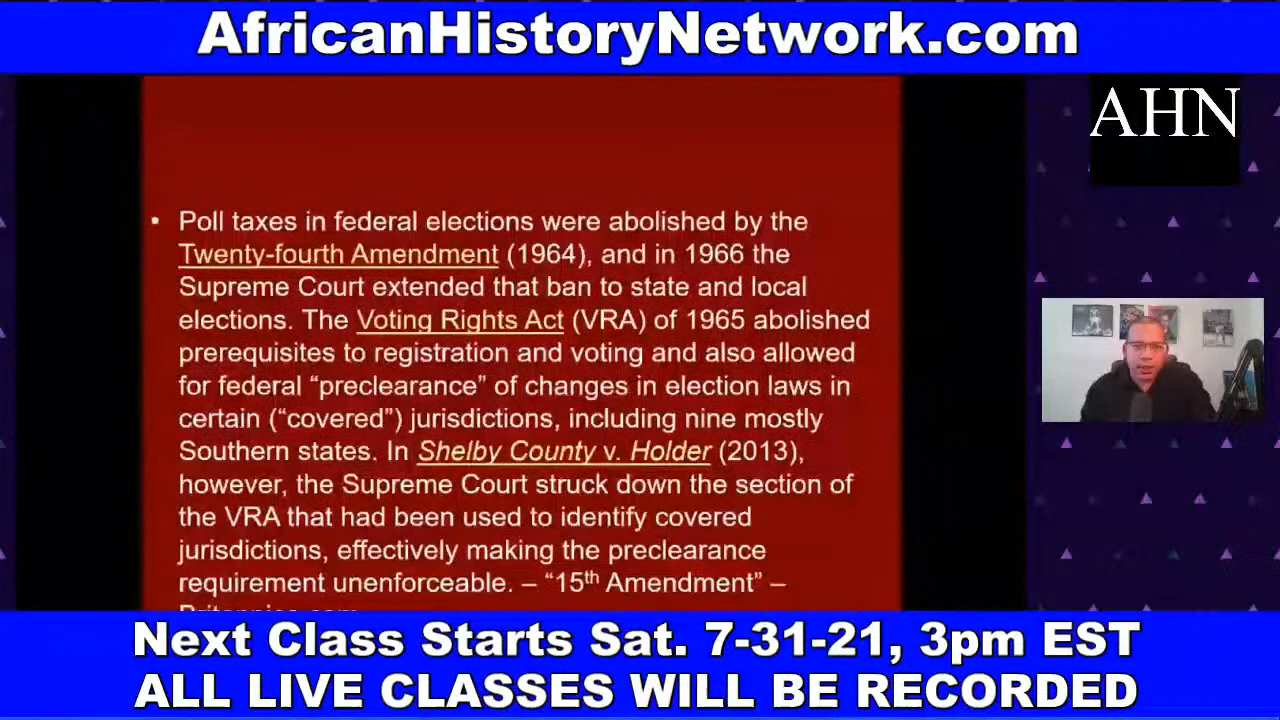 AfricanHistoryNetwork.com
AHN
• Poll taxes in federal elections were abolished by the
Twenty-fourth Amendment (1964), and in 1966 the
Supreme Court extended that ban to state and local
elections. The Voting Rights Act (VRA) of 1965 abolished
prerequisites to registration and voting and also allowed
for federal “preclearance” of changes in election laws in
certain (“covered”) jurisdictions, including nine mostly
Southern states. In Shelby County v. Holder (2013),
however, the Supreme Court struck down the section of
the VRA that had been used to identify covered
jurisdictions, effectively making the preclearance
requirement unenforceable. – “15th Amendment” –
Next Class Starts Sat. 7-31-21, 3pm EST
ALL LIVE CLASSES WILL BE RECORDED